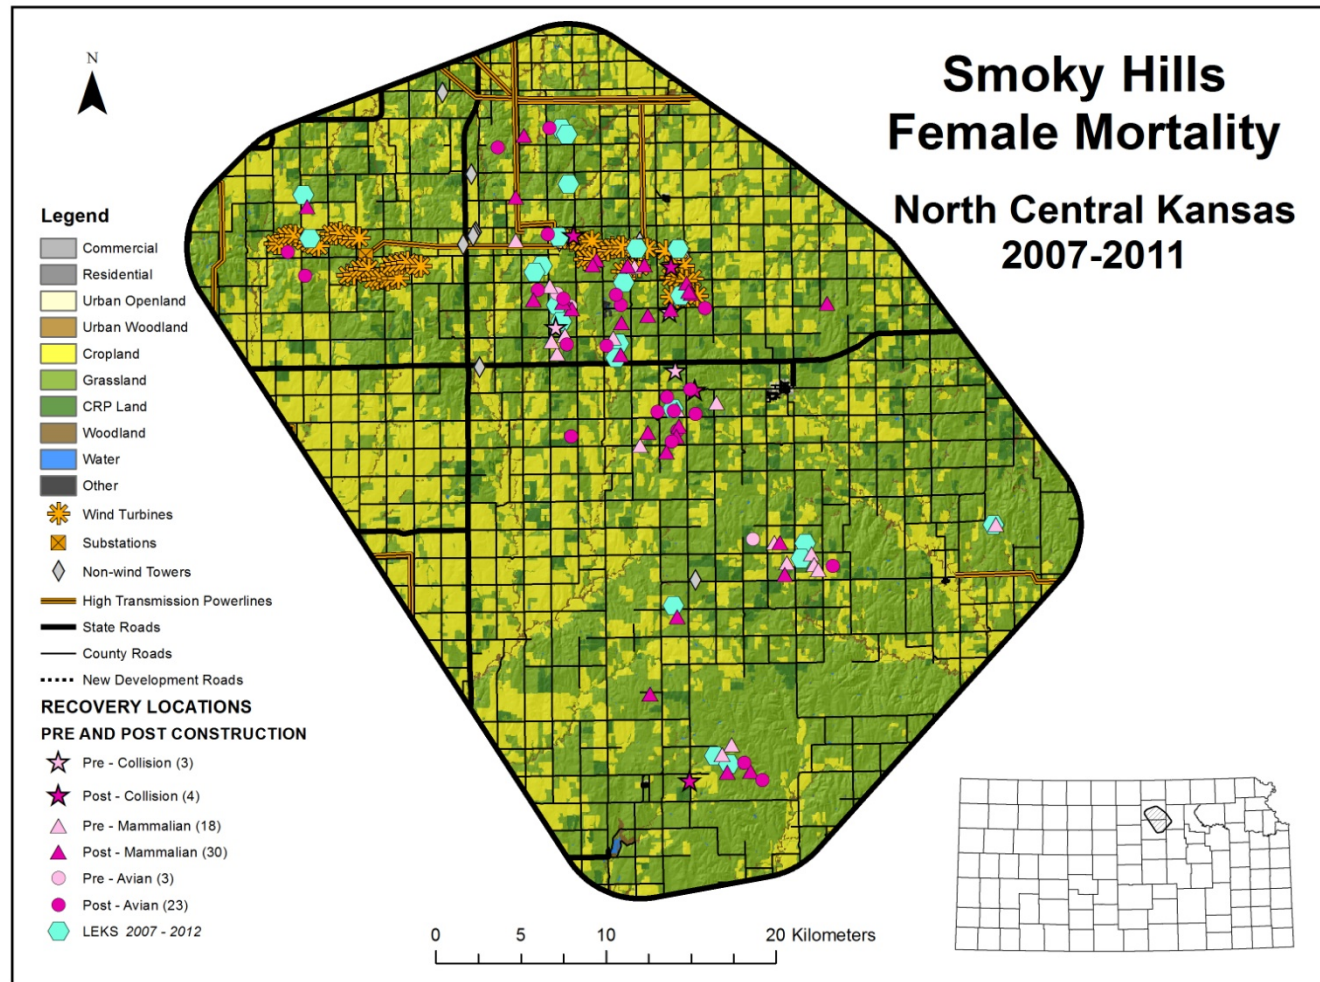 Smoky Hills
Female Mortality
North Central Kansas
2007-2011
N
Legend
Commercial
Residential
Urban Openland
Urban Woodland
Cropland
Grassland
CRP Land
Woodland
Water
Other
Wind Turbines
Substations
Non-wind Towers
High Transmission Powerlines
State Roads
County Roads
New Development Roads
RECOVERY LOCATIONS
PRE AND POST CONSTRUCTION
Pre - Collision (3)
Post - Collision (4)
Pre - Mammalian (18)
Post - Mammalian (30)
Pre - Avian (3)
Post - Avian (23)
LEKS 2007 - 2012
0 5 10 20 Kilometers